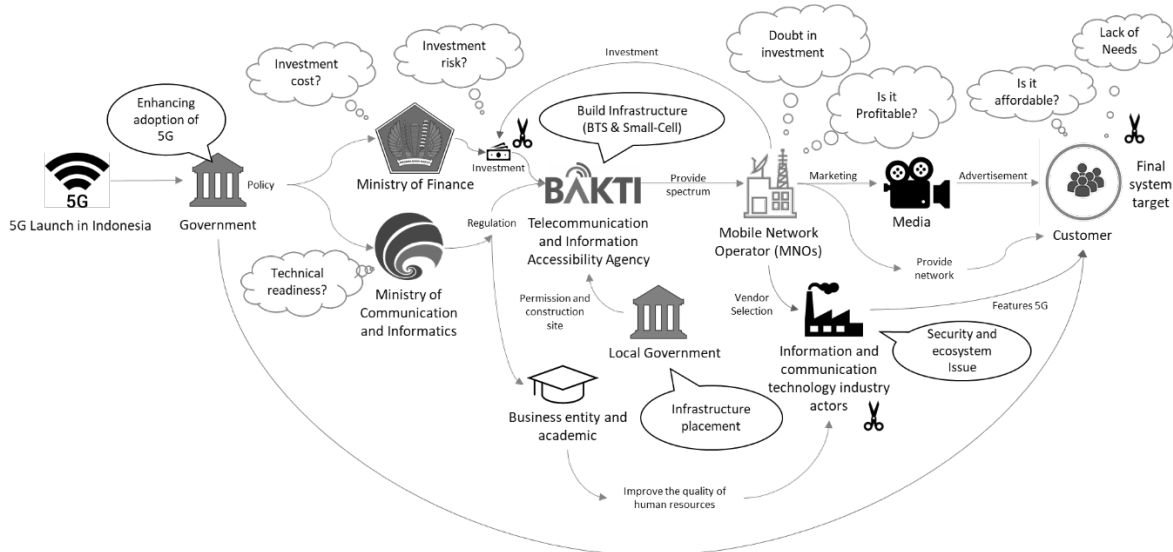 Lack of
Needs
Doubt in
investment
Investment
risk?
Investment
Investment
cost?
Is it
affordable?
Is it
Profitable?
Enhancing
adoption of
5G
Build Infrastructure
(BTS & Small-Cell)
5G
5G Launch in Indonesia
Government
Policy
Ministry of Finance
Investment
BAKTI
Telecommunication
and Information
Accessibility Agency
Provide
spectrum
Mobile Network
Operator (MNOs)
Marketing
Media
Advertisement
Customer
Final
system
target
Regulation
Technical
readiness?
Ministry of
Communication
and Informatics
Provide
network
Permission and
construction
site
Local Government
Vendor
Selection
Features 5G
Information and
communication
technology industry
actors
Security and
ecosystem
Issue
Business entity and
academic
Infrastructure
placement
Improve the quality of
human resources